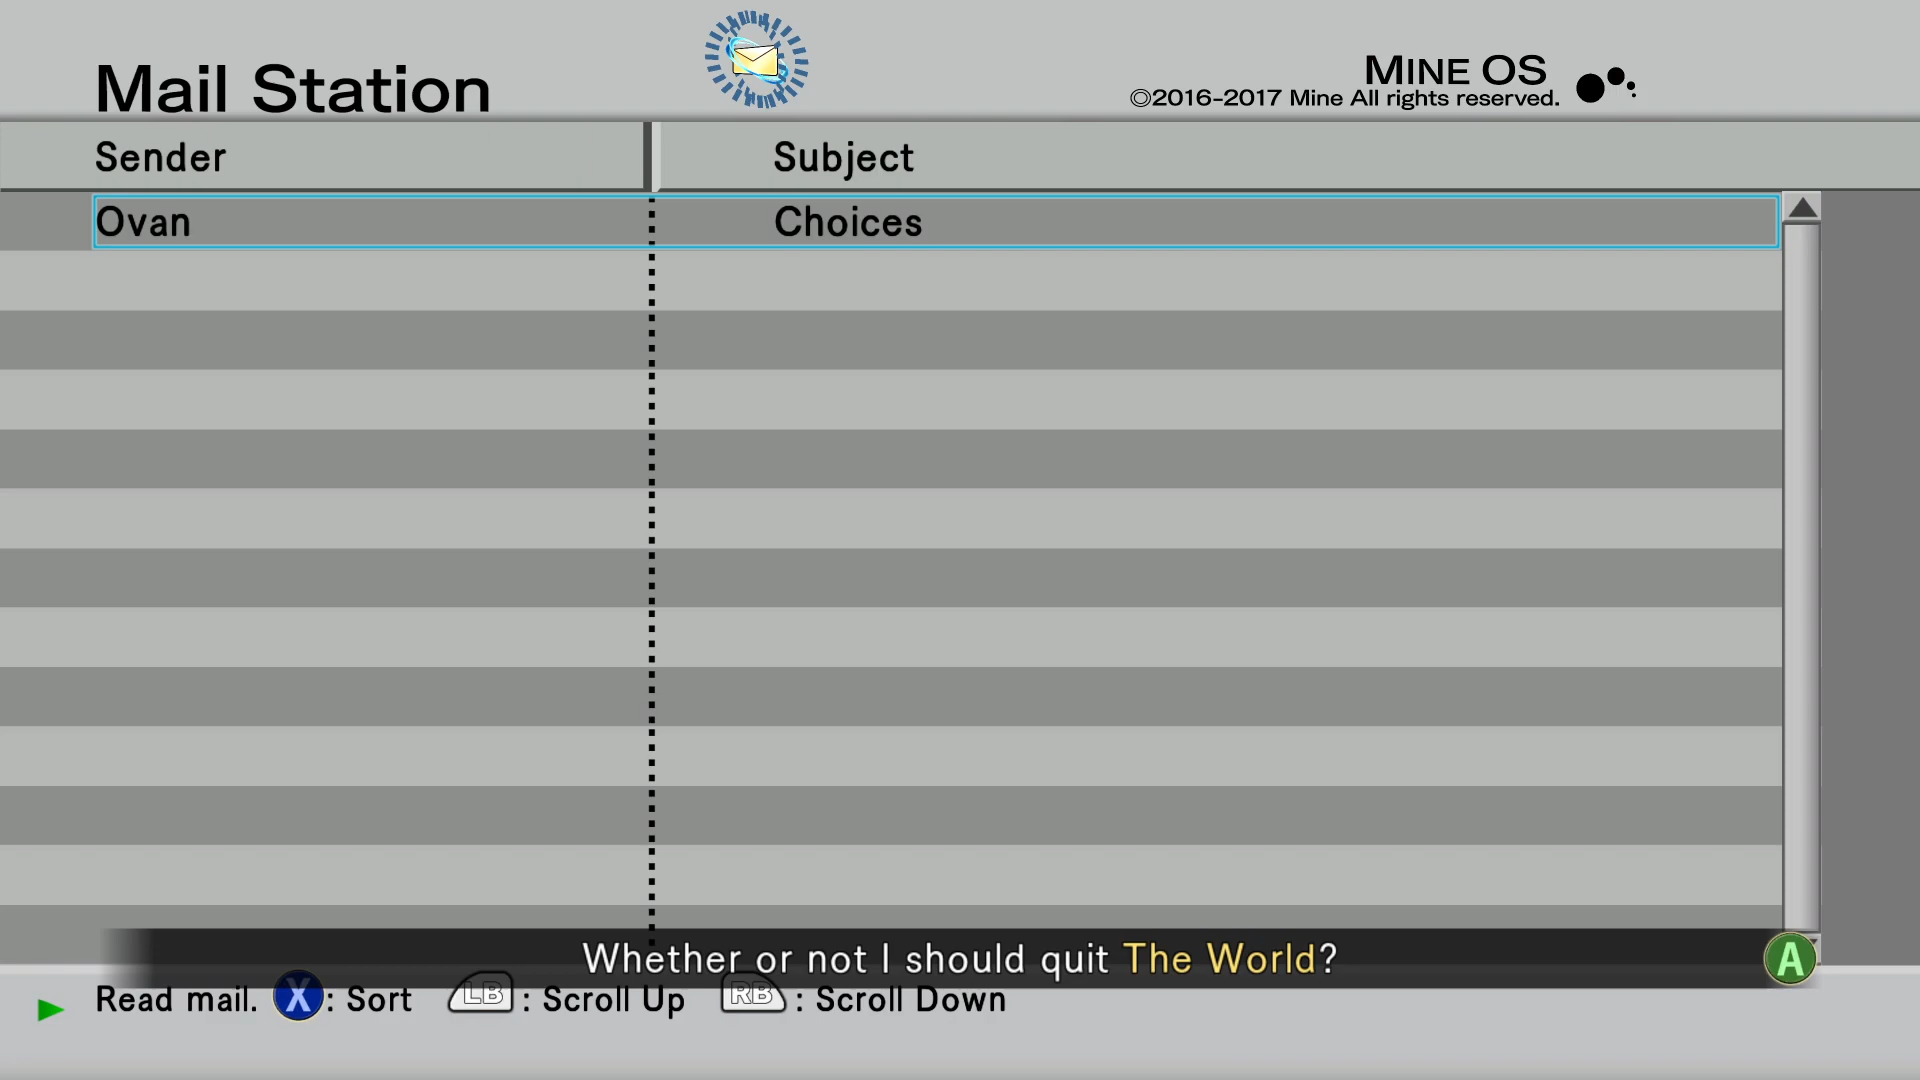 Mail Station
MINE OS
©2016-2017 Mine All rights reserved.
Sender Subject
Ovan Choices
Whether or not I should quit The World?
A
Read mail. X : Sort LB : Scroll Up RB : Scroll Down